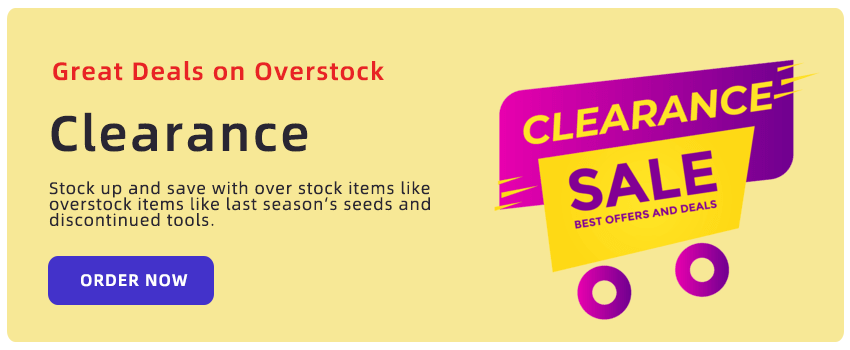 Great Deals on Overstock
Clearance
Stock up and save with over stock items like
overstock items like last season's seeds and
discontinued tools.
ORDER NOW
CLEARANCE
SALE
BEST OFFERS AND DEALS